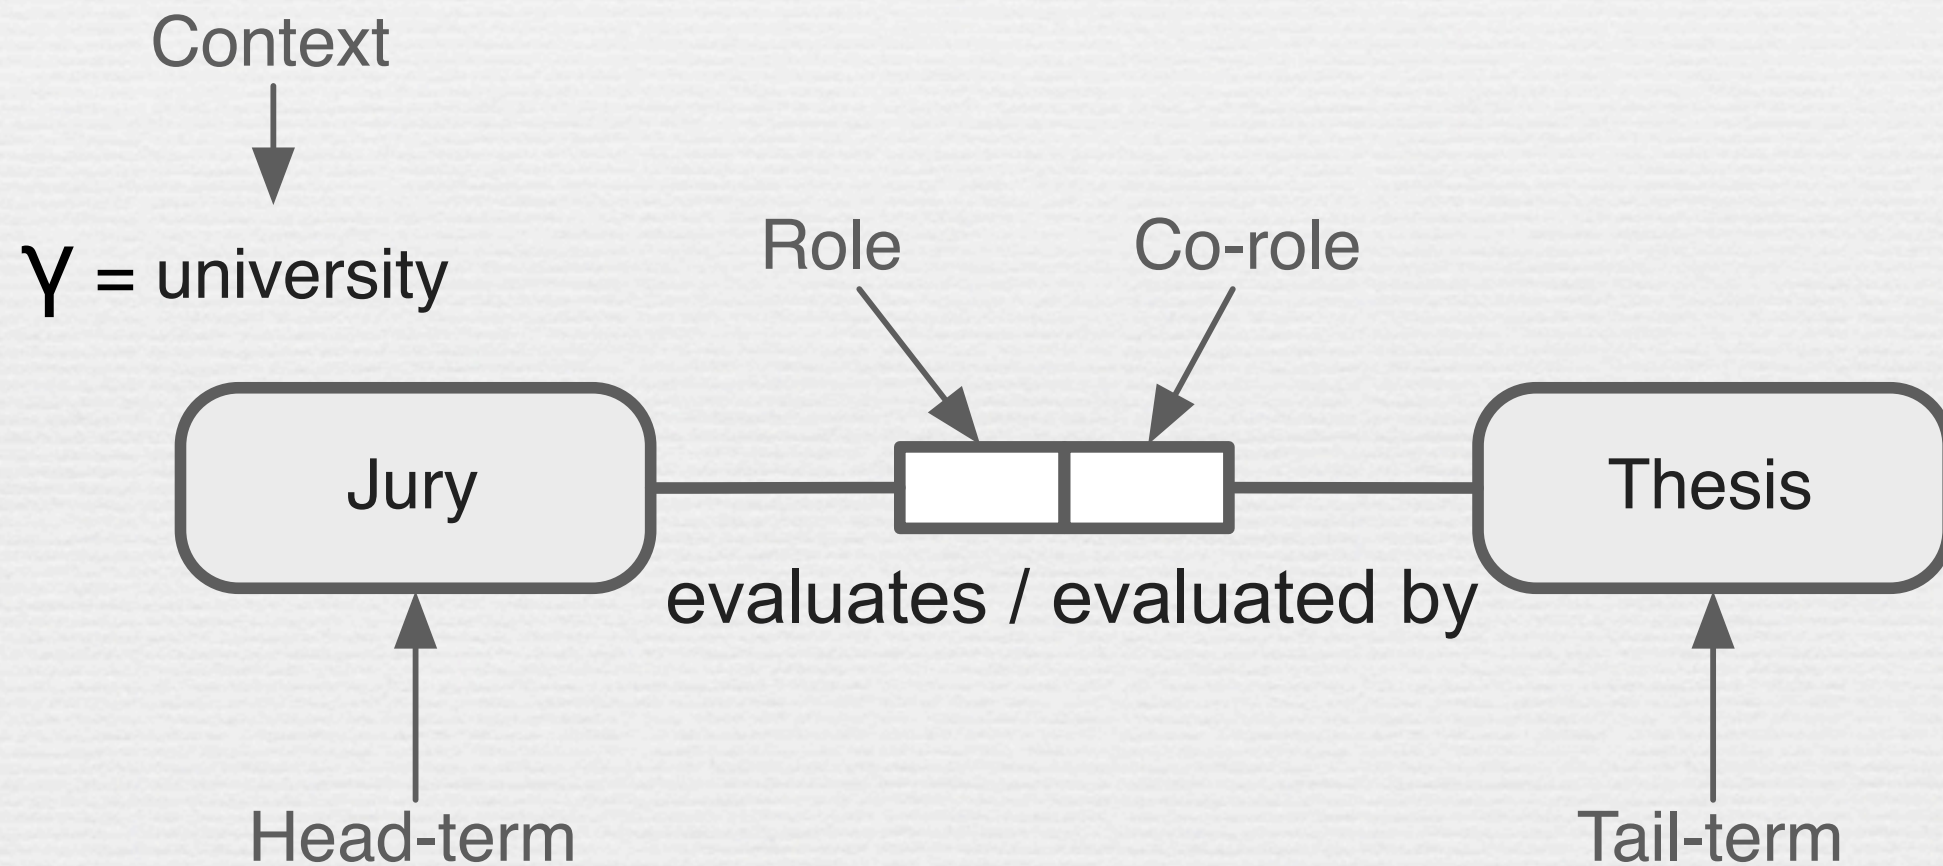 Context
γ = university
Role
Co-role
Jury
Thesis
evaluates / evaluated by
Head-term
Tail-term